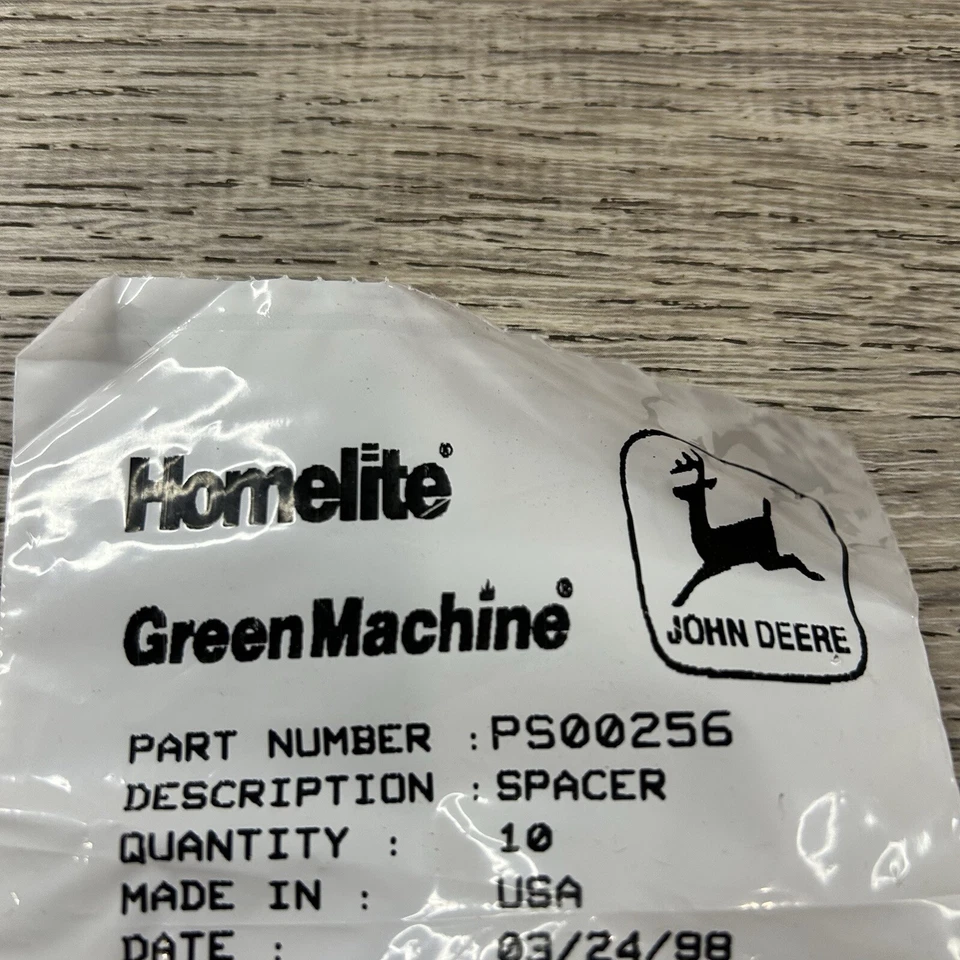 Homelite®
GreenMachine®
JOHN DEERE
PART NUMBER :PS00256
DESCRIPTION :SPACER
QUANTITY : 10
MADE IN : USA
DATE : 03/24/98